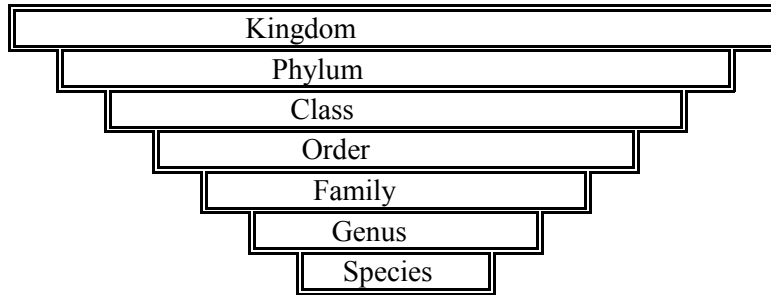 Kingdom
Phylum
Class
Order
Family
Genus
Species